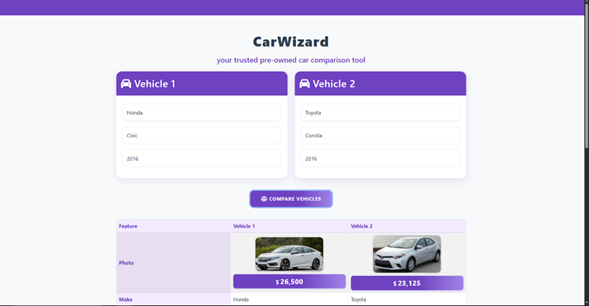 CarWizard
your trusted pre-owned car comparison tool
Vehicle 1
Vehicle 2
Honda
Toyota
Civic
Corolla
2016
2016
COMPARE VEHICLES
Feature Vehicle 1 Vehicle 2
Photo
$ 26,500
$ 23,125
Make Honda Toyota